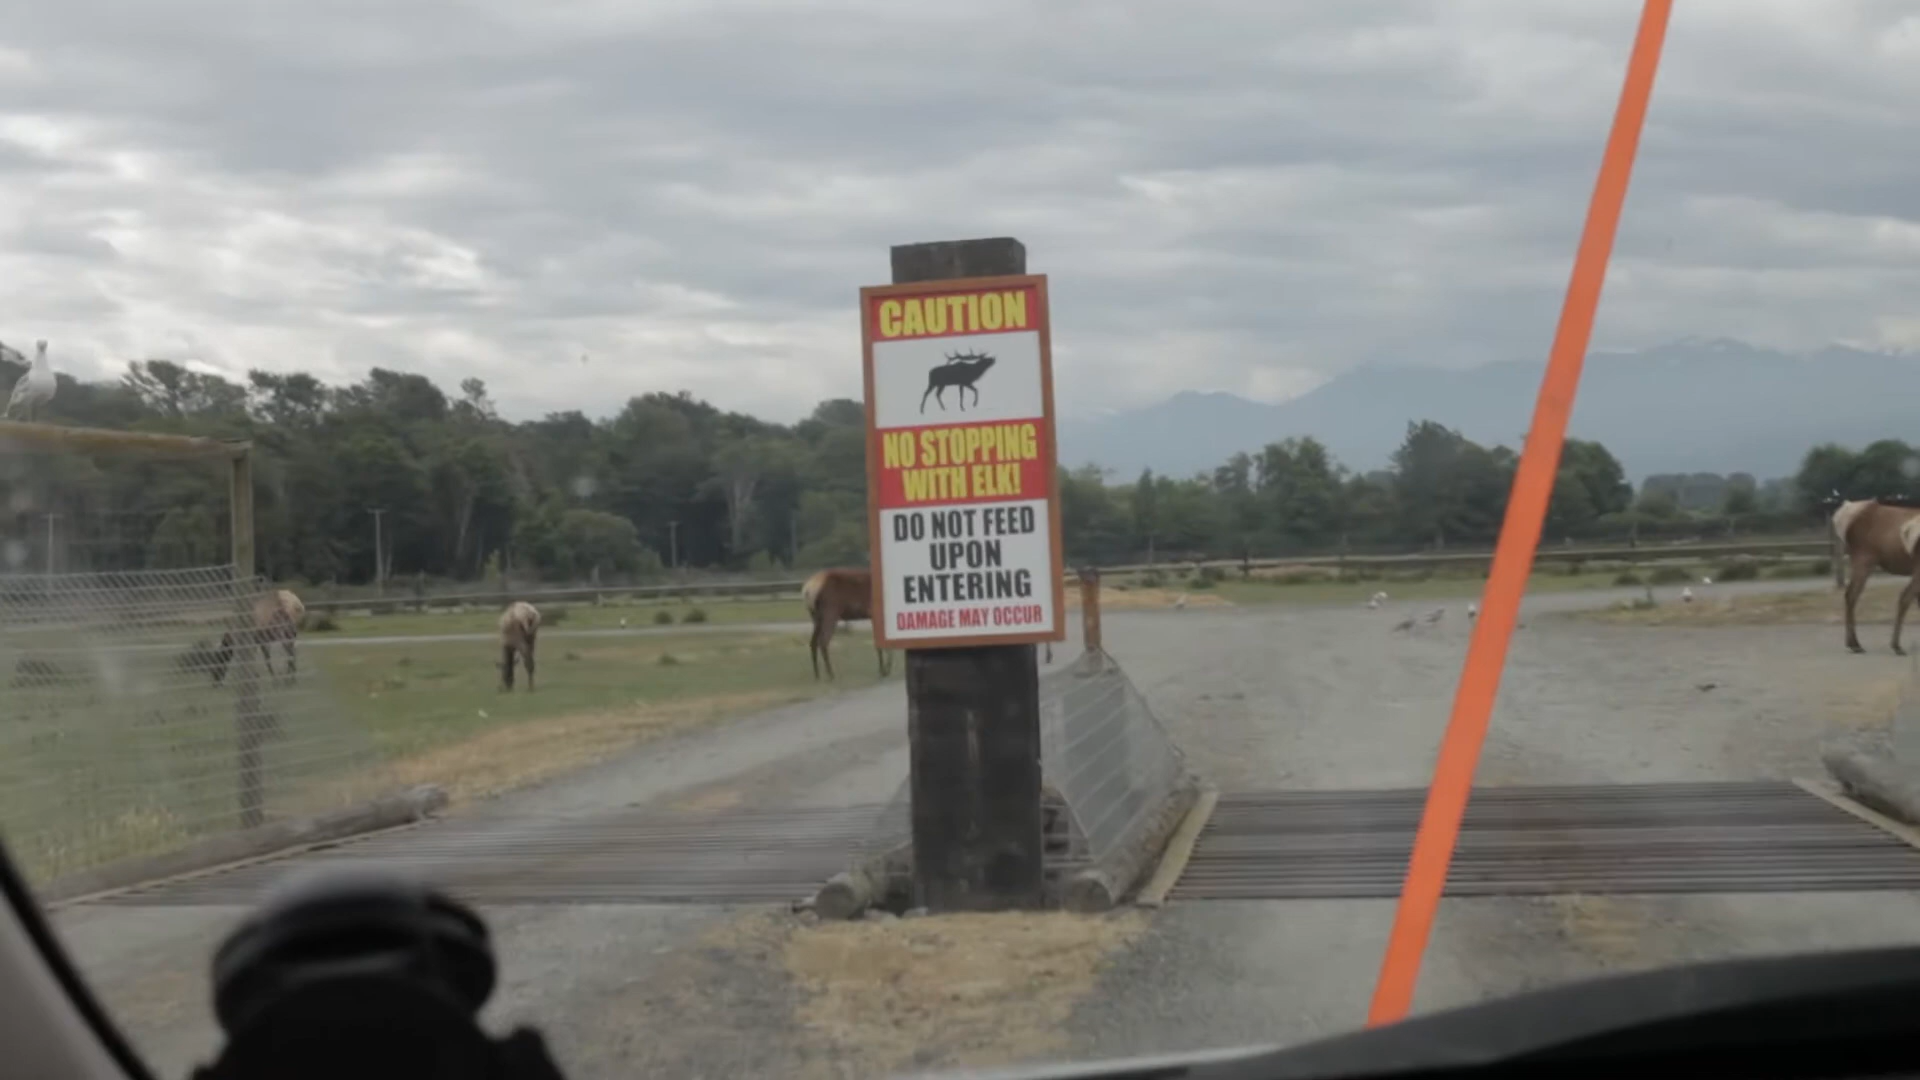 CAUTION
NO STOPPING
WITH ELK!
DO NOT FEED
UPON
ENTERING
DAMAGE MAY OCCUR